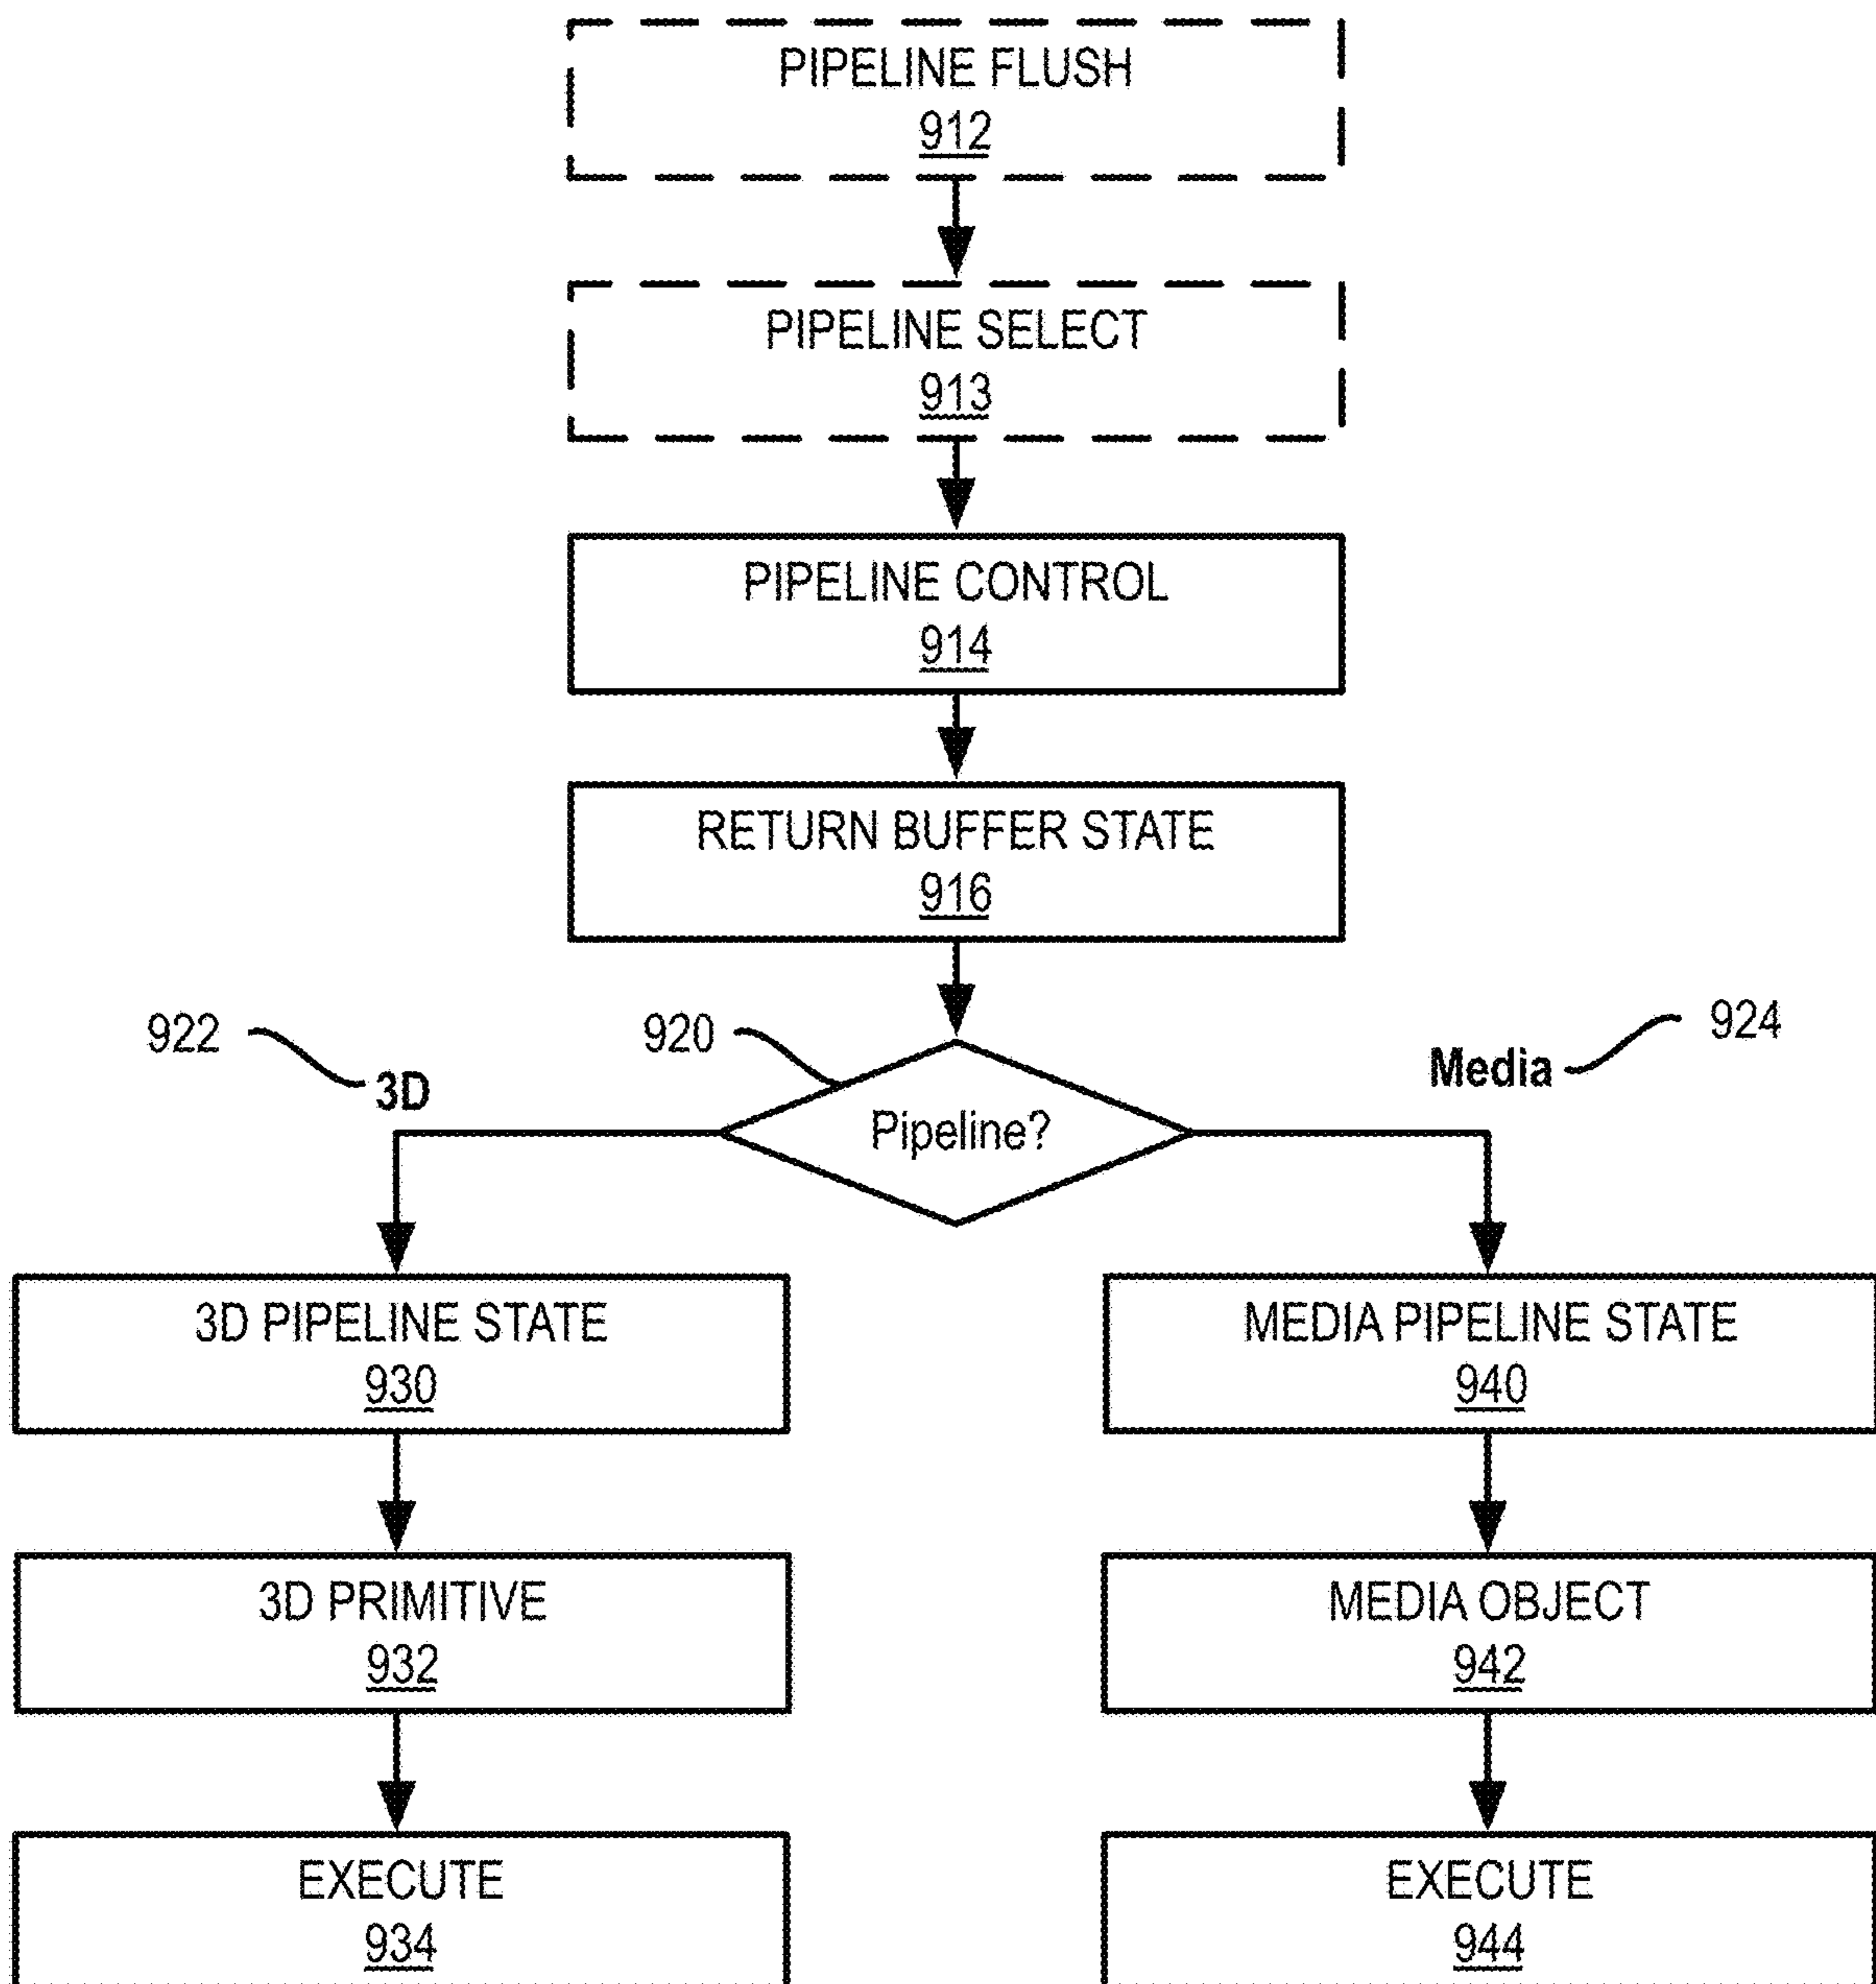 PIPELINE FLUSH
912
PIPELINE SELECT
913
PIPELINE CONTROL
914
RETURN BUFFER STATE
916
922
3D
920
Pipeline?
Media
924
3D PIPELINE STATE
930
MEDIA PIPELINE STATE
940
3D PRIMITIVE
932
MEDIA OBJECT
942
EXECUTE
934
EXECUTE
944